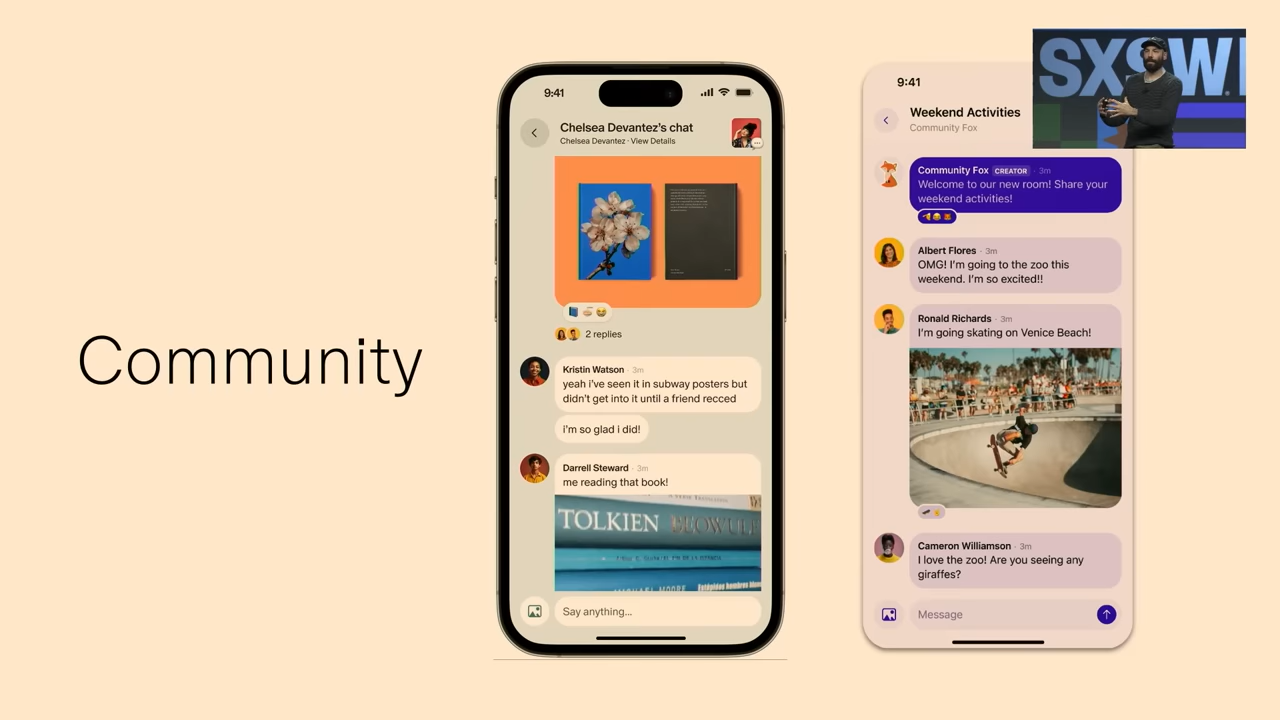 Community
9:41
Chelsea Devantez's chat
Chelsea Devantez · View Details
2 replies
Kristin Watson · 3m
yeah i've seen it in subway posters but
didn't get into it until a friend recced
i'm so glad i did!
Darrell Steward · 3m
me reading that book!
TOLKIEN BEOWULF
MICHAEL MOORE
Say anything...
9:41
Weekend Activities
Community Fox
Community Fox CREATOR · 3m
Welcome to our new room! Share your
weekend activities!
Albert Flores · 3m
OMG! I'm going to the zoo this
weekend. I'm so excited!!
Ronald Richards · 3m
I'm going skating on Venice Beach!
Cameron Williamson · 3m
I love the zoo! Are you seeing any
giraffes?
Message
SXSW